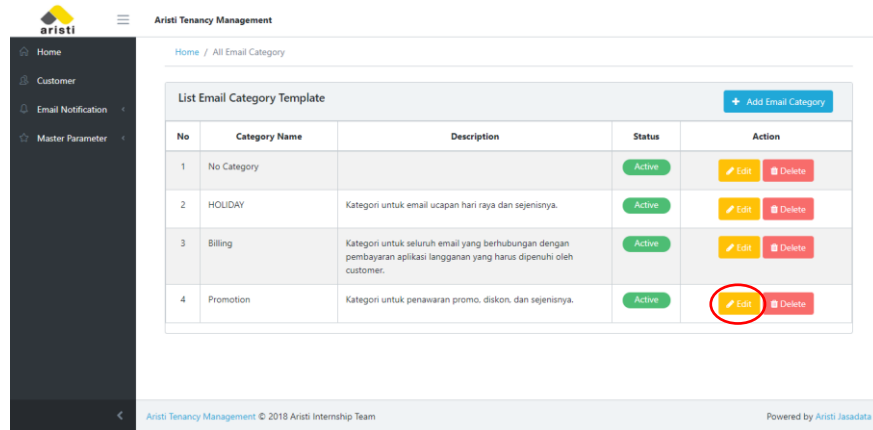 aristi
Aristi Tenancy Management
Home
Customer
Email Notification
Master Parameter
Home / All Email Category
List Email Category Template
Add Email Category
No Category Name Description Status Action
1 No Category Active Edit Delete
2 HOLIDAY Kategori untuk email ucapan hari raya dan sejenisnya. Active Edit Delete
3 Billing Kategori untuk seluruh email yang berhubungan dengan Active Edit Delete
pembayaran aplikasi langganan yang harus dipenuhi oleh
customer.
4 Promotion Kategori untuk penawaran promo, diskon, dan sejenisnya. Active Edit Delete
Aristi Tenancy Management © 2018 Aristi Internship Team
Powered by Aristi Jasadata